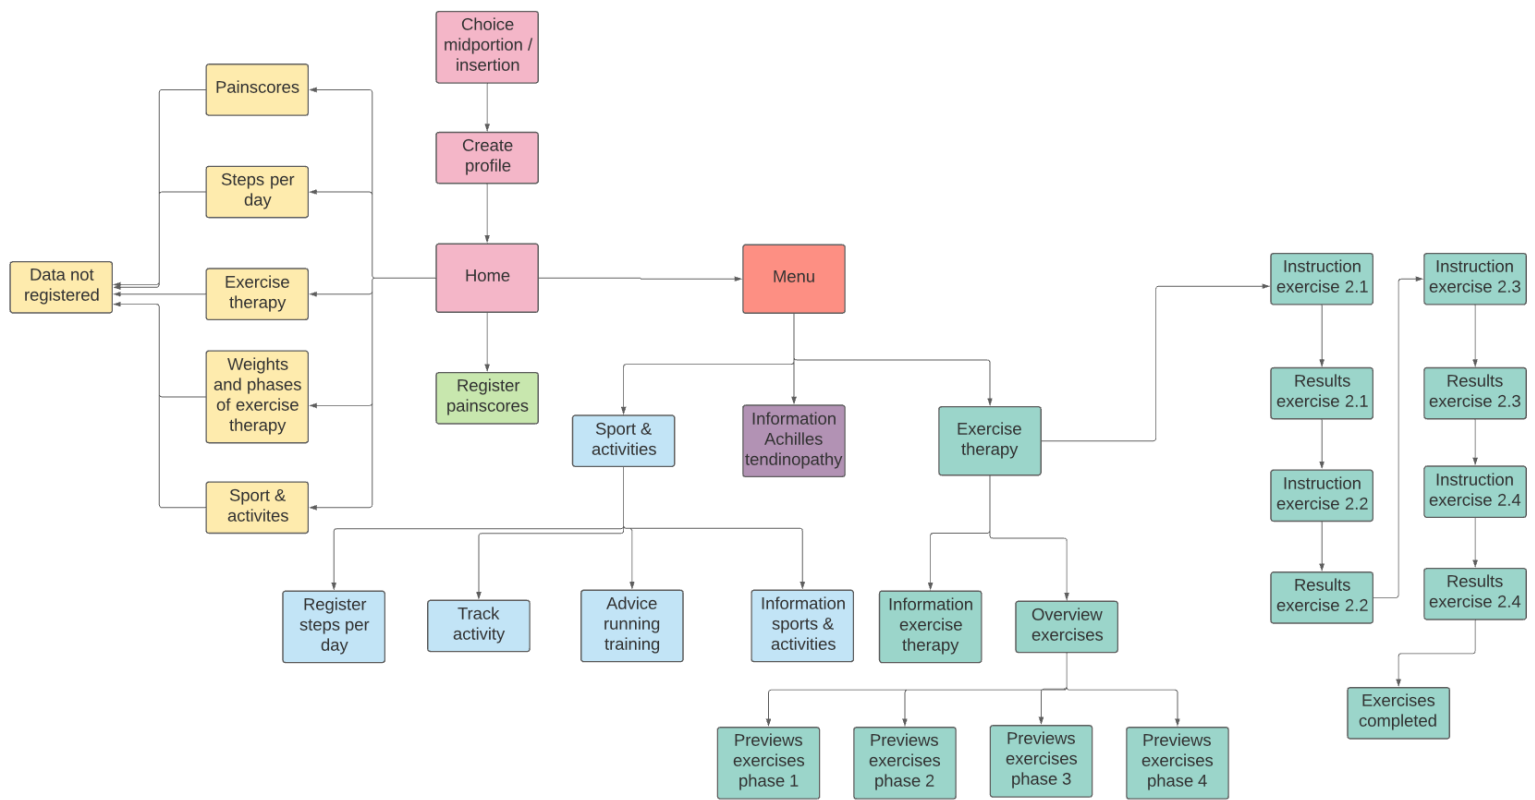 Choice
midportion /
insertion
Create
profile
Home
Register
painscores
Menu
Painscores
Steps per
day
Exercise
therapy
Weights
and phases
of exercise
therapy
Sport &
activites
Data not
registered
Sport &
activities
Information
Achilles
tendinopathy
Exercise
therapy
Register
steps per
day
Track
activity
Advice
running
training
Information
sports &
activities
Information
exercise
therapy
Overview
exercises
Previews
exercises
phase 1
Previews
exercises
phase 2
Previews
exercises
phase 3
Previews
exercises
phase 4
Instruction
exercise 2.1
Results
exercise 2.1
Instruction
exercise 2.2
Results
exercise 2.2
Instruction
exercise 2.3
Results
exercise 2.3
Instruction
exercise 2.4
Results
exercise 2.4
Exercises
completed